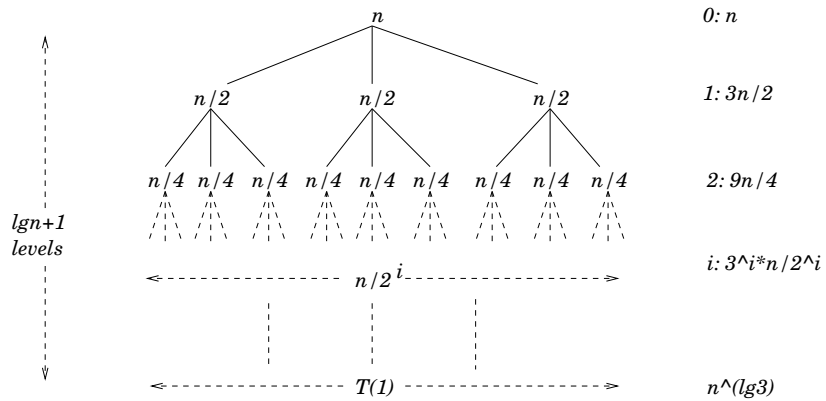 n 0: n
n/2 n/2 n/2 1: 3n/2
n/4 n/4 n/4 n/4 n/4 n/4 n/4 n/4 n/4 2: 9n/4
lgn+1
levels
n/2^i i: 3^i*n/2^i
T(1) n^(lg3)